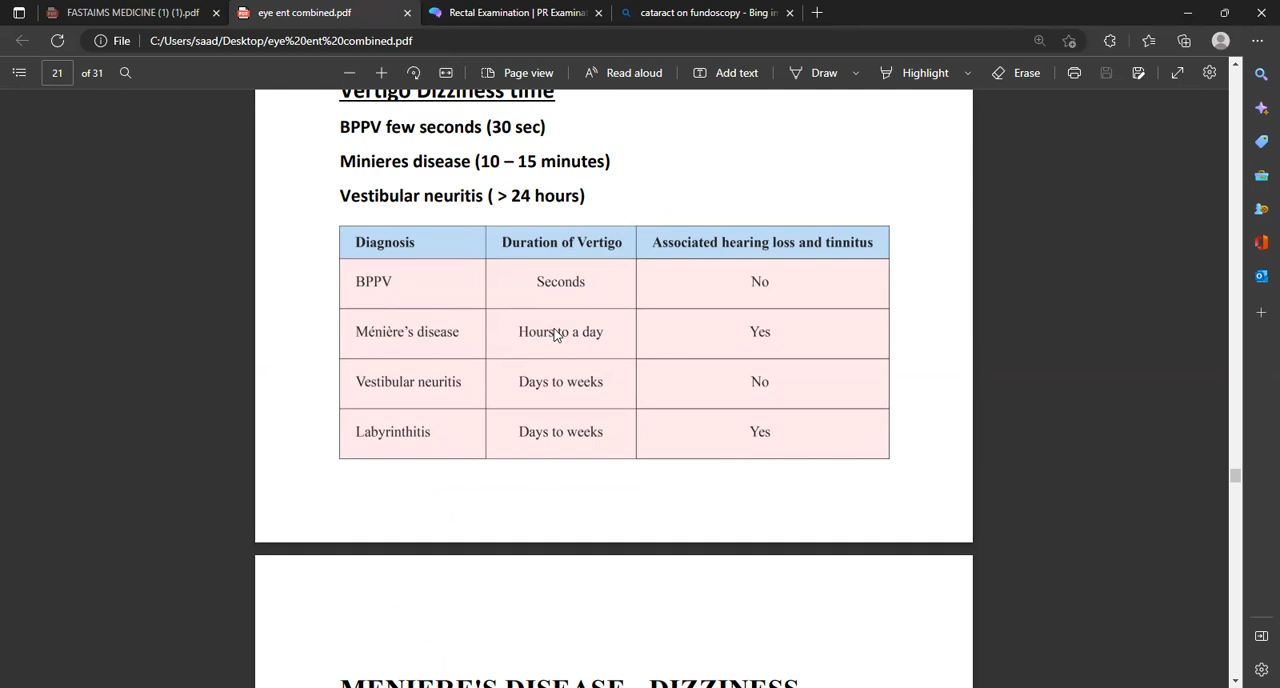 FASTAIMS MEDICINE (1) (1).pdf
eye ent combined.pdf
Rectal Examination | PR Examina
cataract on fundoscopy - Bing in
File C:/Users/saad/Desktop/eye%20ent%20combined.pdf
21 of 31 Page view Read aloud Add text Draw Highlight Erase
Vertigo Dizziness time
BPPV few seconds (30 sec)
Minieres disease (10 – 15 minutes)
Vestibular neuritis ( > 24 hours)
Diagnosis Duration of Vertigo Associated hearing loss and tinnitus
BPPV Seconds No
Ménière's disease Hours to a day Yes
Vestibular neuritis Days to weeks No
Labyrinthitis Days to weeks Yes
MENIERE'S DISEASE - DIZZINESS